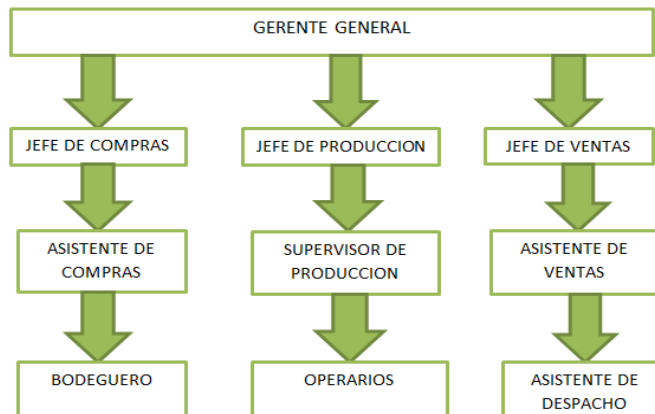 GERENTE GENERAL
JEFE DE COMPRAS
JEFE DE PRODUCCION
JEFE DE VENTAS
ASISTENTE DE
COMPRAS
SUPERVISOR DE
PRODUCCION
ASISTENTE DE
VENTAS
BODEGUERO
OPERARIOS
ASISTENTE DE
DESPACHO